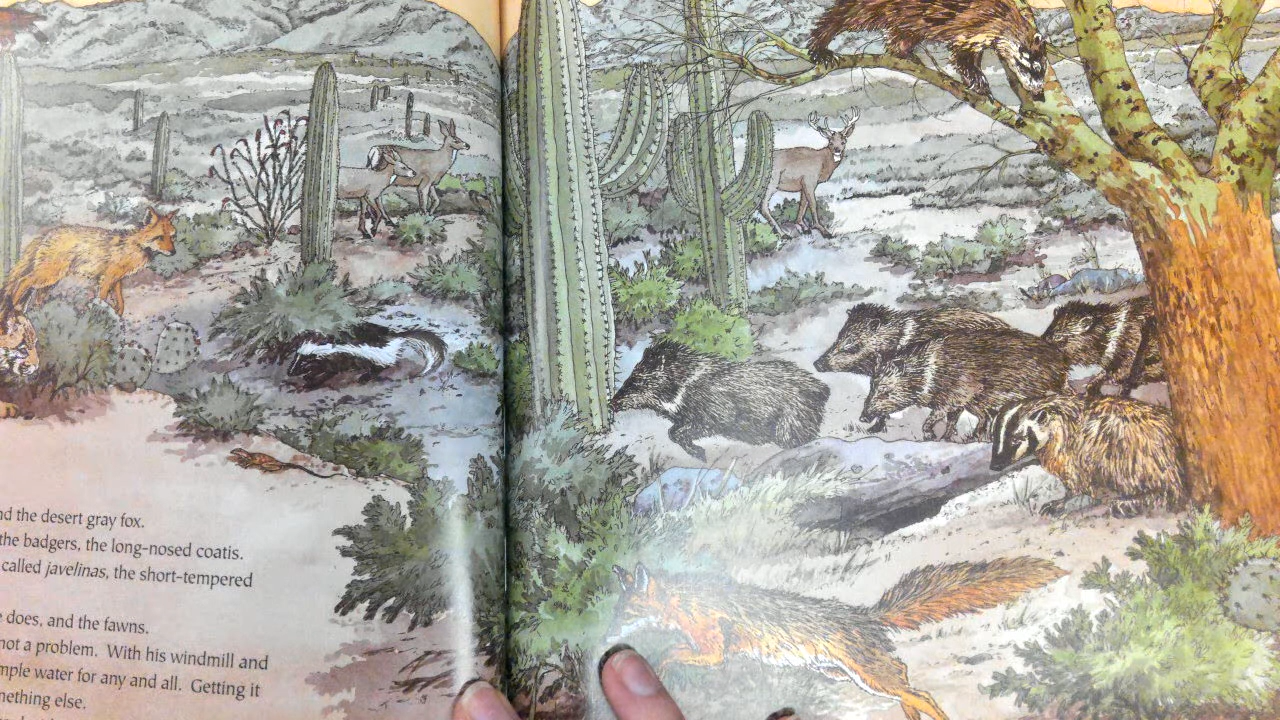 nd the desert gray fox.
the badgers, the long-nosed coatis.
called javelinas, the short-tempered
does, and the fawns.
not a problem. With his windmill and
mple water for any and all. Getting it
nething else.